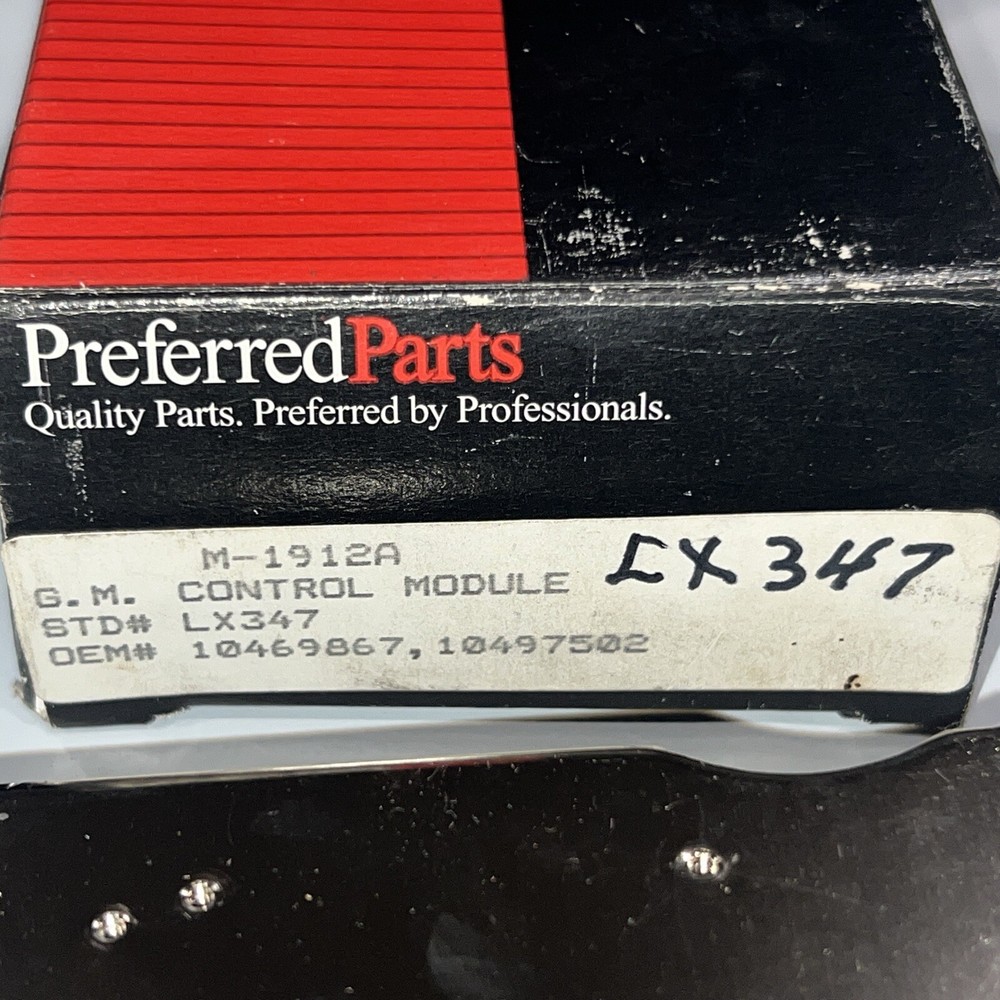 PreferredParts
Quality Parts. Preferred by Professionals.
M-1912A
LX347
G.M. CONTROL MODULE
STD# LX347
OEM# 10469867,10497502